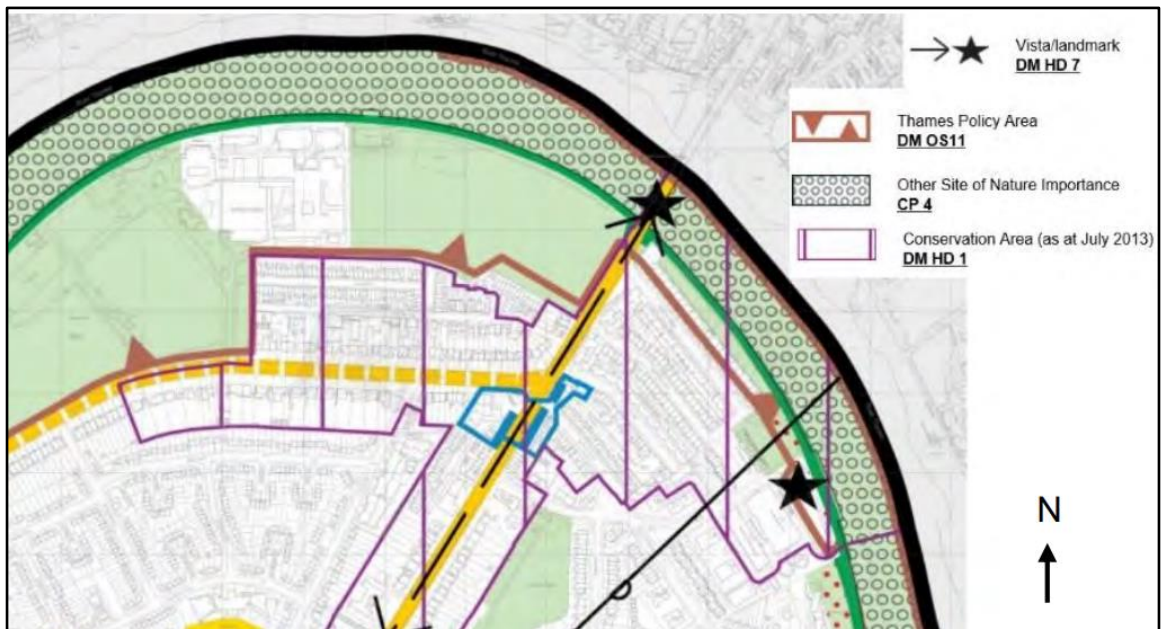 Vista/landmark
DM HD 7
Thames Policy Area
DM OS11
Other Site of Nature Importance
CP 4
Conservation Area (as at July 2013)
DM HD 1
N